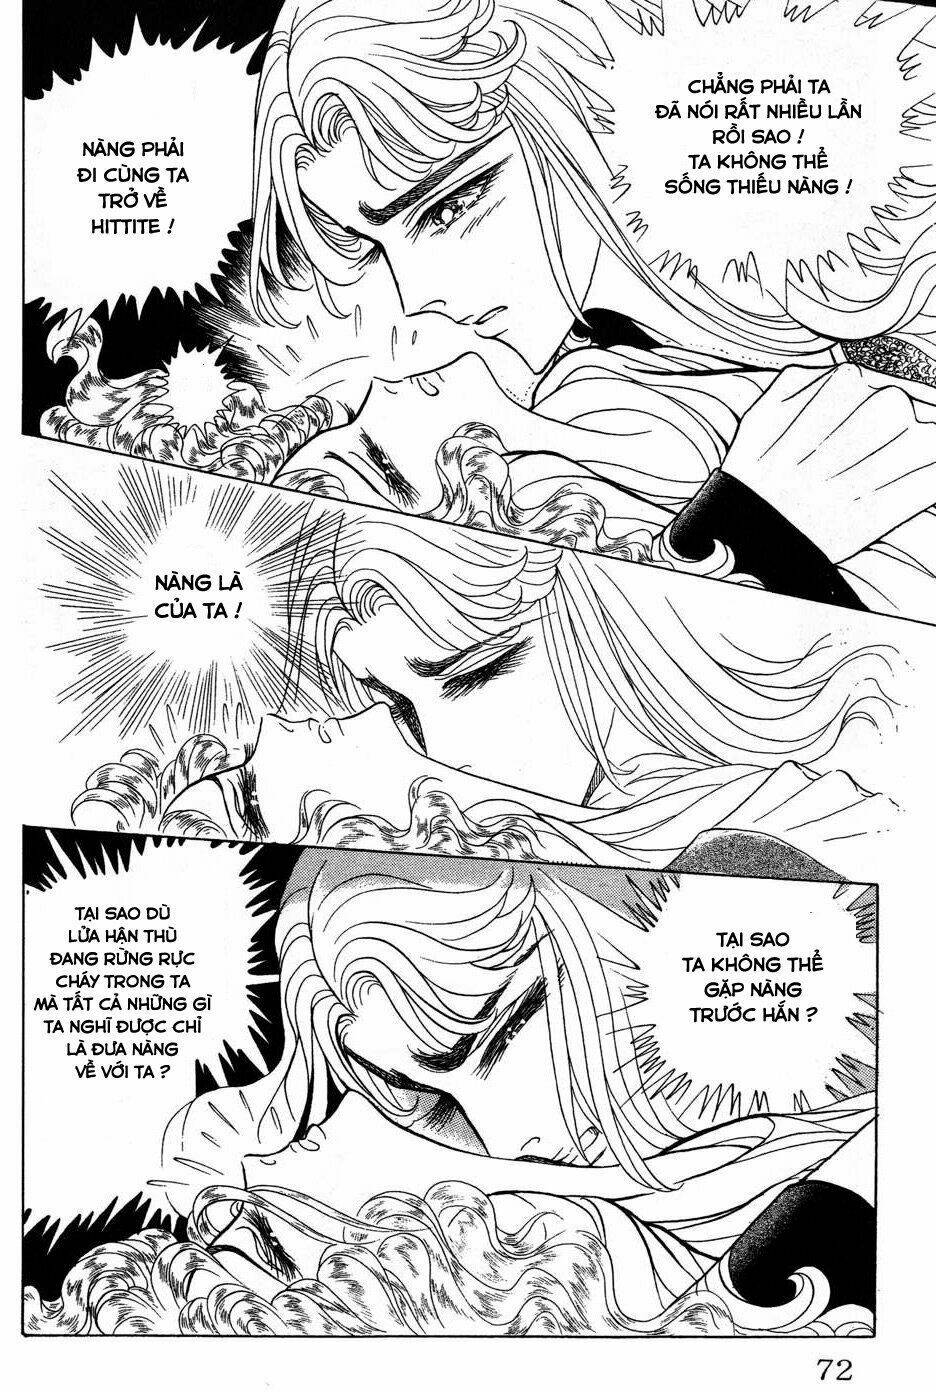 CHẲNG PHẢI TA
ĐÃ NÓI RẤT NHIỀU LẦN
RỒI SAO !
TA KHÔNG THỂ
SỐNG THIẾU NÀNG !
NÀNG PHẢI
ĐI CÙNG TA
TRỞ VỀ
HITTITE !
NÀNG LÀ
CỦA TA !
TẠI SAO
TA KHÔNG THỂ
GẶP NÀNG
TRƯỚC HẮN ?
TẠI SAO DÙ
LỬA HẬN THÙ
ĐANG RỪNG RỰC
CHÁY TRONG TA
MÀ TẤT CẢ NHỮNG GÌ
TA NGHĨ ĐƯỢC CHỈ
LÀ ĐƯA NÀNG
VỀ VỚI TA ?
72